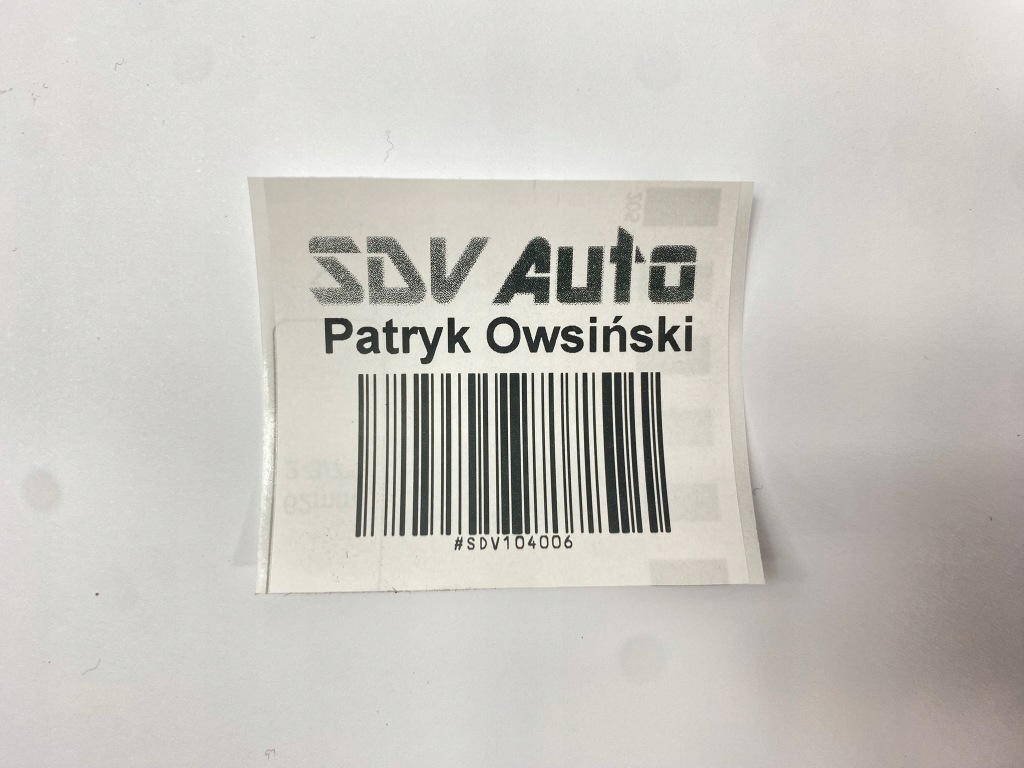 SDV Auto
Patryk Owsiński
#SDV104006